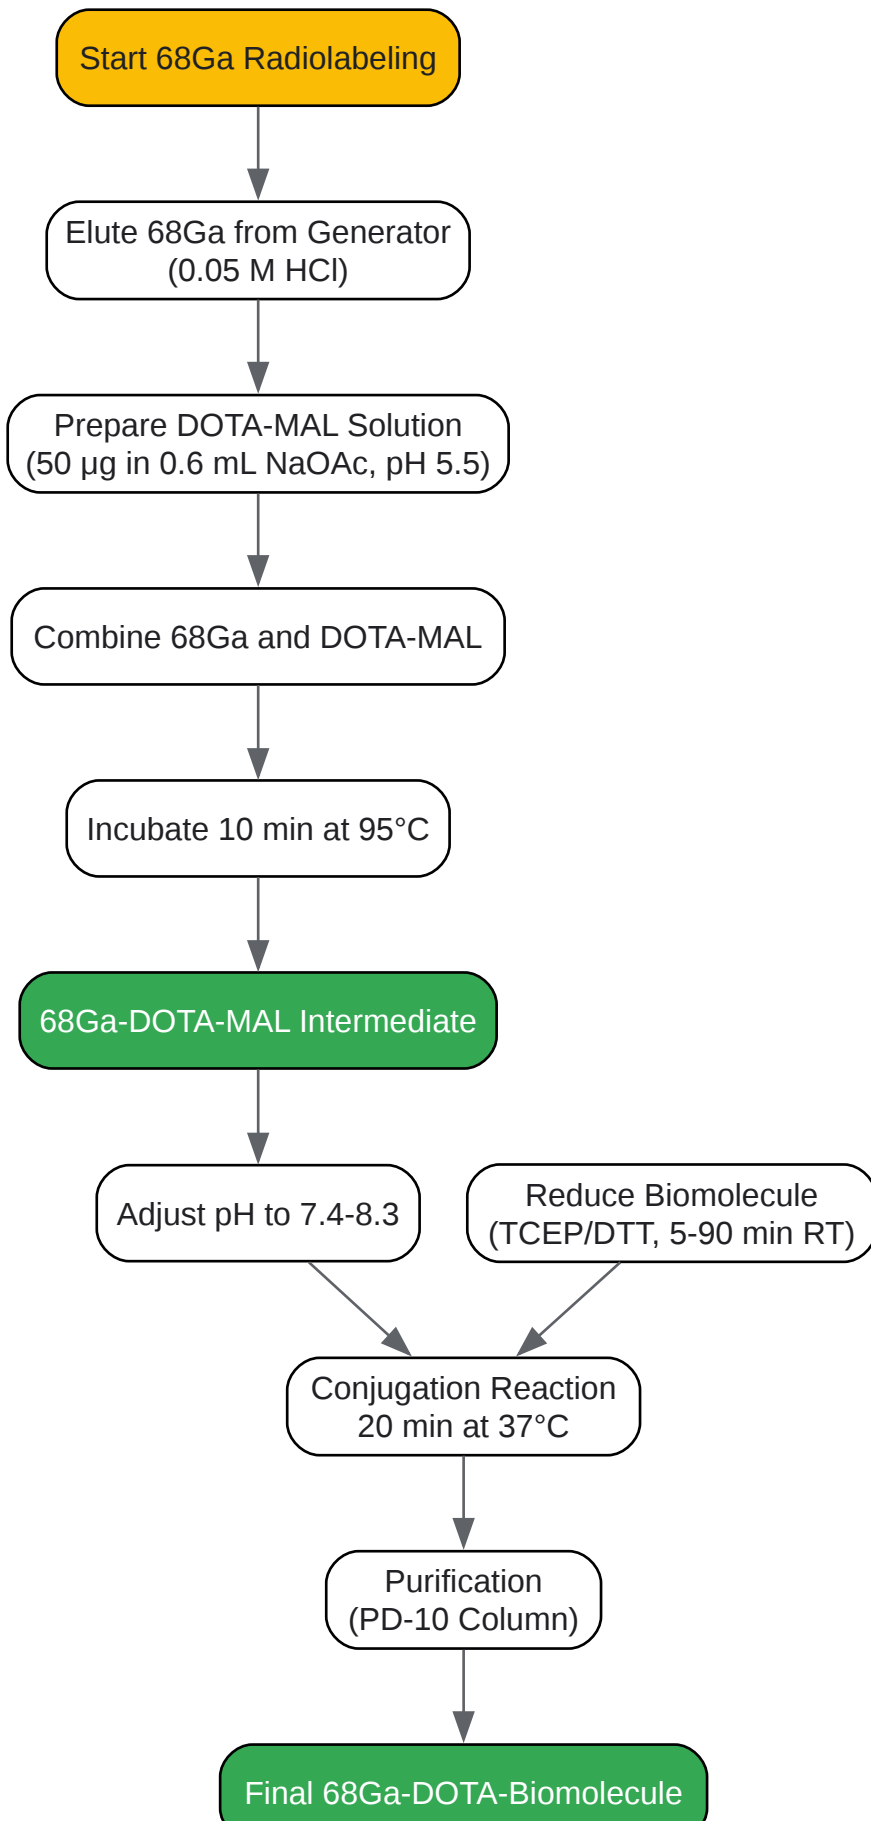 Start 68Ga Radiolabeling
Elute 68Ga from Generator
(0.05 M HCl)
Prepare DOTA-MAL Solution
(50 μg in 0.6 mL NaOAc, pH 5.5)
Combine 68Ga and DOTA-MAL
Incubate 10 min at 95°C
68Ga-DOTA-MAL Intermediate
Adjust pH to 7.4-8.3
Reduce Biomolecule
(TCEP/DTT, 5-90 min RT)
Conjugation Reaction
20 min at 37°C
Purification
(PD-10 Column)
Final 68Ga-DOTA-Biomolecule